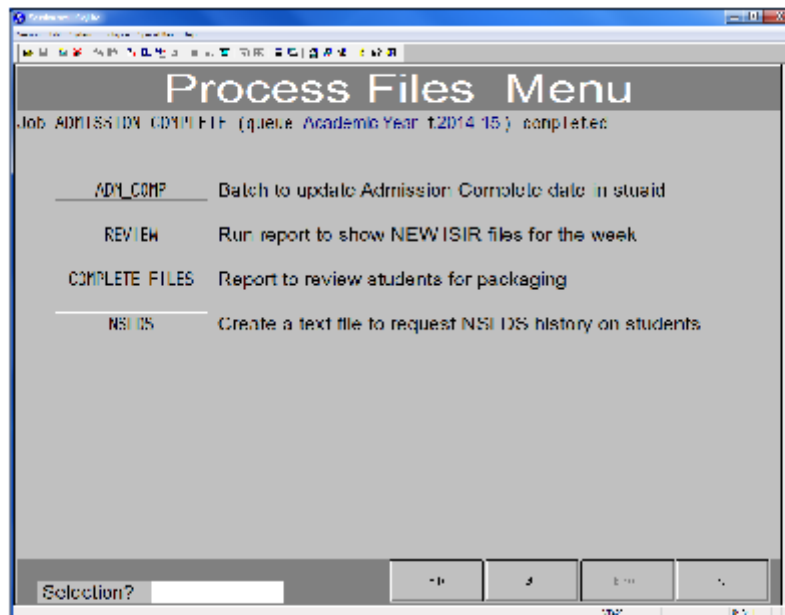 Process Files Menu
Job ADMISSION COMPLETE (queue Academic Year t2014 15) completed
ADM_COMP Batch to update Admission Complete date in stuaid
REVIEW Run report to show NEW ISIR files for the week
COMPLETE FILES Report to review students for packaging
NSLDS Create a text file to request NSLDS history on students
Selection?